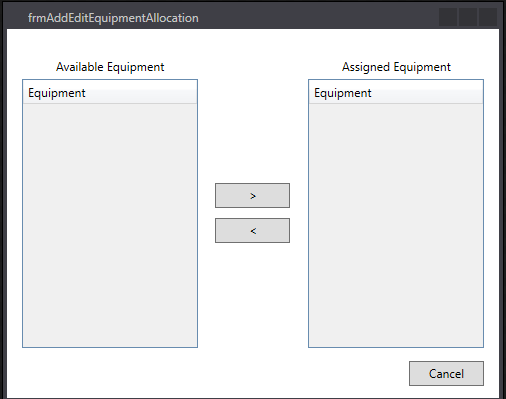 frmAddEditEquipmentAllocation
Available Equipment
Assigned Equipment
Equipment
Equipment
>
<
Cancel